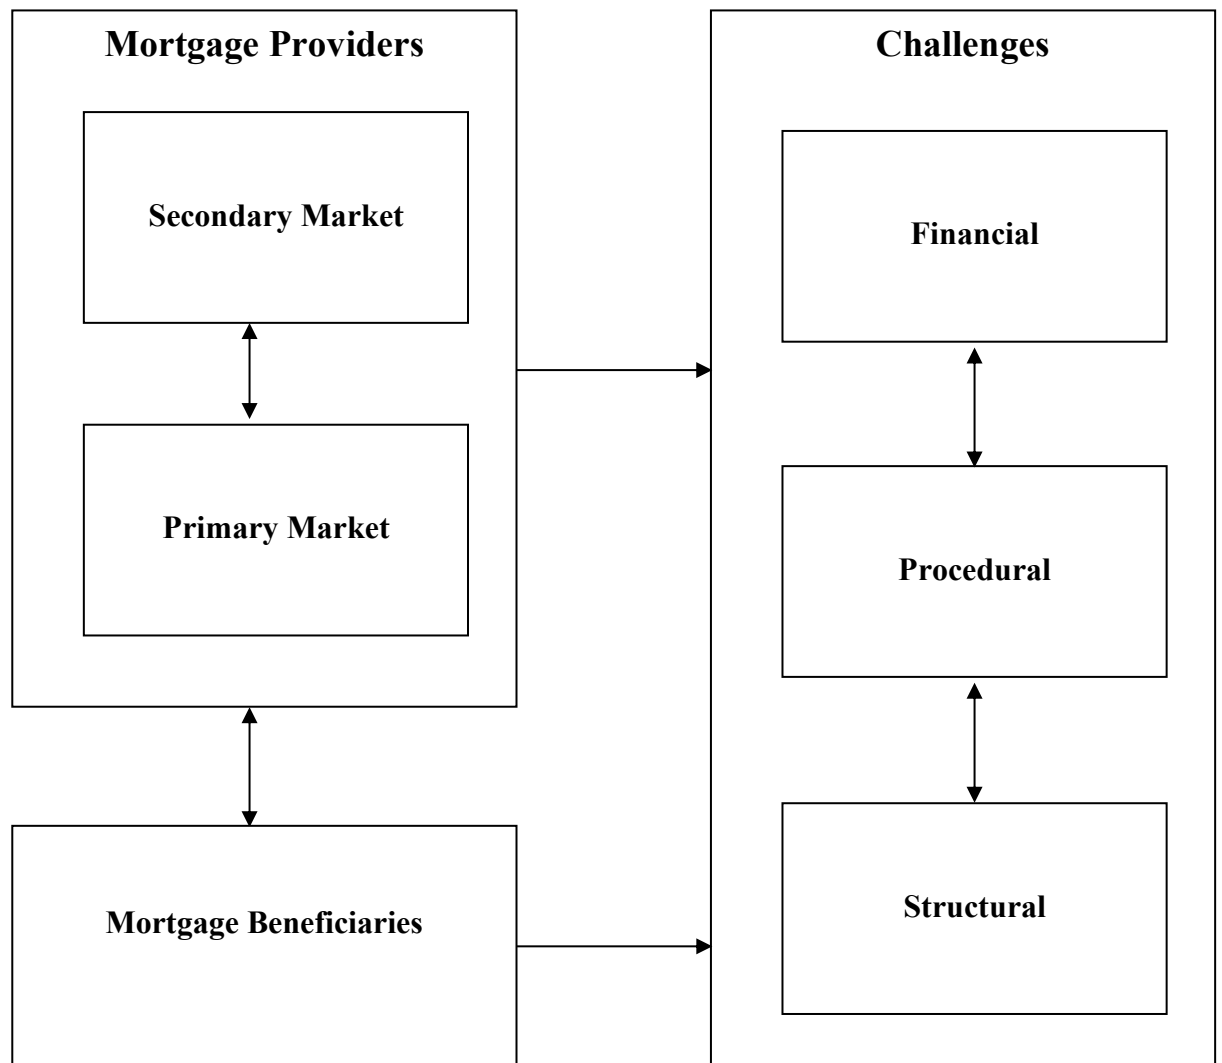 Mortgage Providers
Secondary Market
Primary Market
Mortgage Beneficiaries
Challenges
Financial
Procedural
Structural